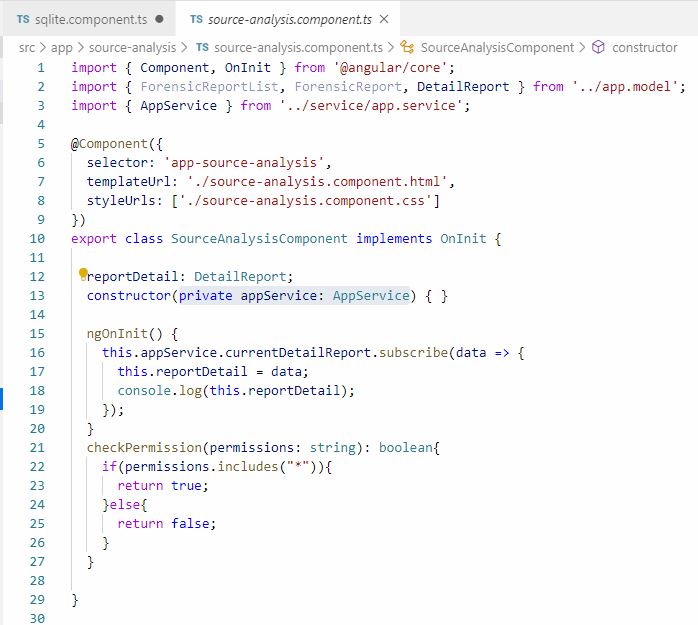 TS sqlite.component.ts ●
TS source-analysis.component.ts ×
src > app > source-analysis > TS source-analysis.component.ts > SourceAnalysisComponent > constructor
1 import { Component, OnInit } from '@angular/core';
2 import { ForensicReportList, ForensicReport, DetailReport } from '../app.model';
3 import { AppService } from '../service/app.service';
4
5 @Component({
6   selector: 'app-source-analysis',
7   templateUrl: './source-analysis.component.html',
8   styleUrls: ['./source-analysis.component.css']
9 })
10 export class SourceAnalysisComponent implements OnInit {
11
12   reportDetail: DetailReport;
13   constructor(private appService: AppService) { }
14
15   ngOnInit() {
16     this.appService.currentDetailReport.subscribe(data => {
17       this.reportDetail = data;
18       console.log(this.reportDetail);
19     });
20   }
21   checkPermission(permissions: string): boolean{
22     if(permissions.includes("*")){
23       return true;
24     }else{
25       return false;
26     }
27   }
28
29 }
30